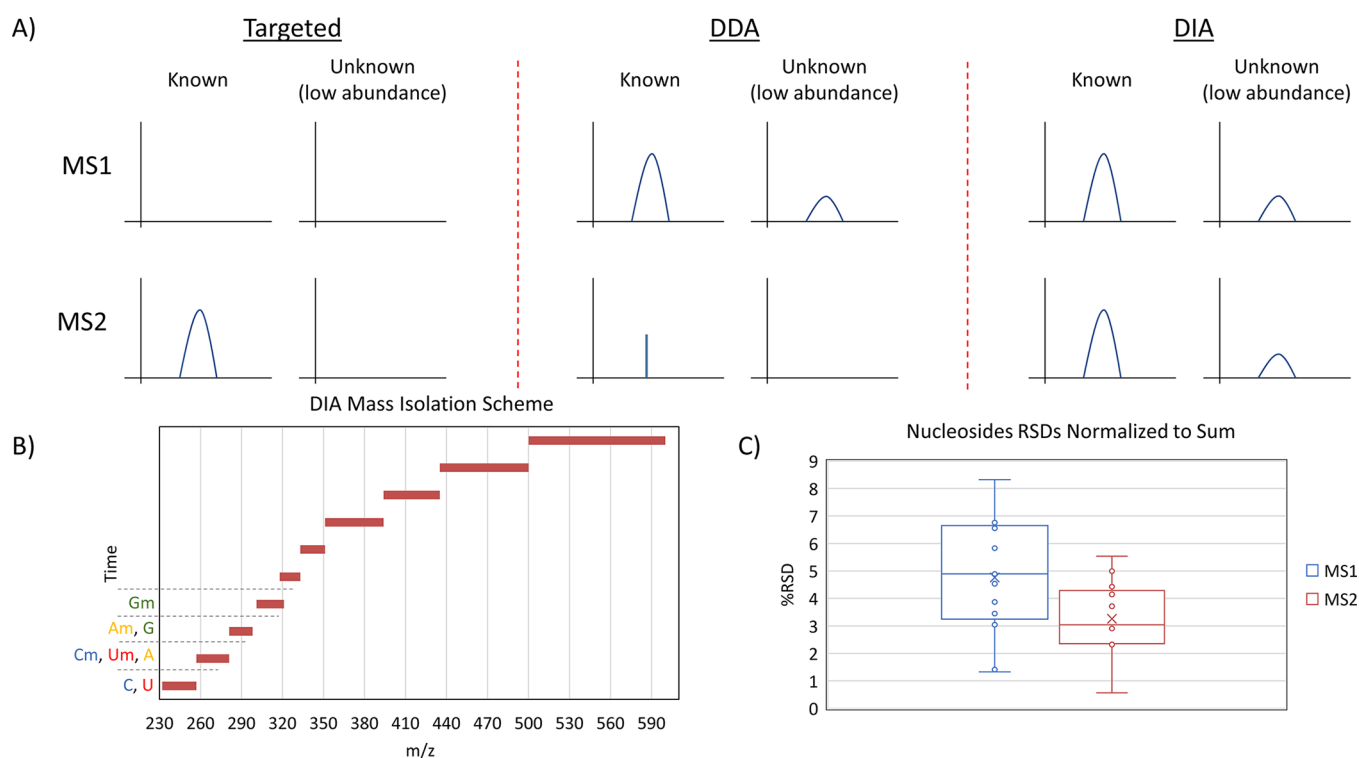 A)
Targeted
DDA
DIA
Known
Unknown
(low abundance)
Known
Unknown
(low abundance)
Known
Unknown
(low abundance)
MS1
MS2
B)
DIA Mass Isolation Scheme
Time
Gm
Am, G
Cm, Um, A
C, U
230 260 290 320 350 380 410 440 470 500 530 560 590
m/z
C)
Nucleosides RSDs Normalized to Sum
%RSD
9
8
7
6
5
4
3
2
1
0
MS1
MS2